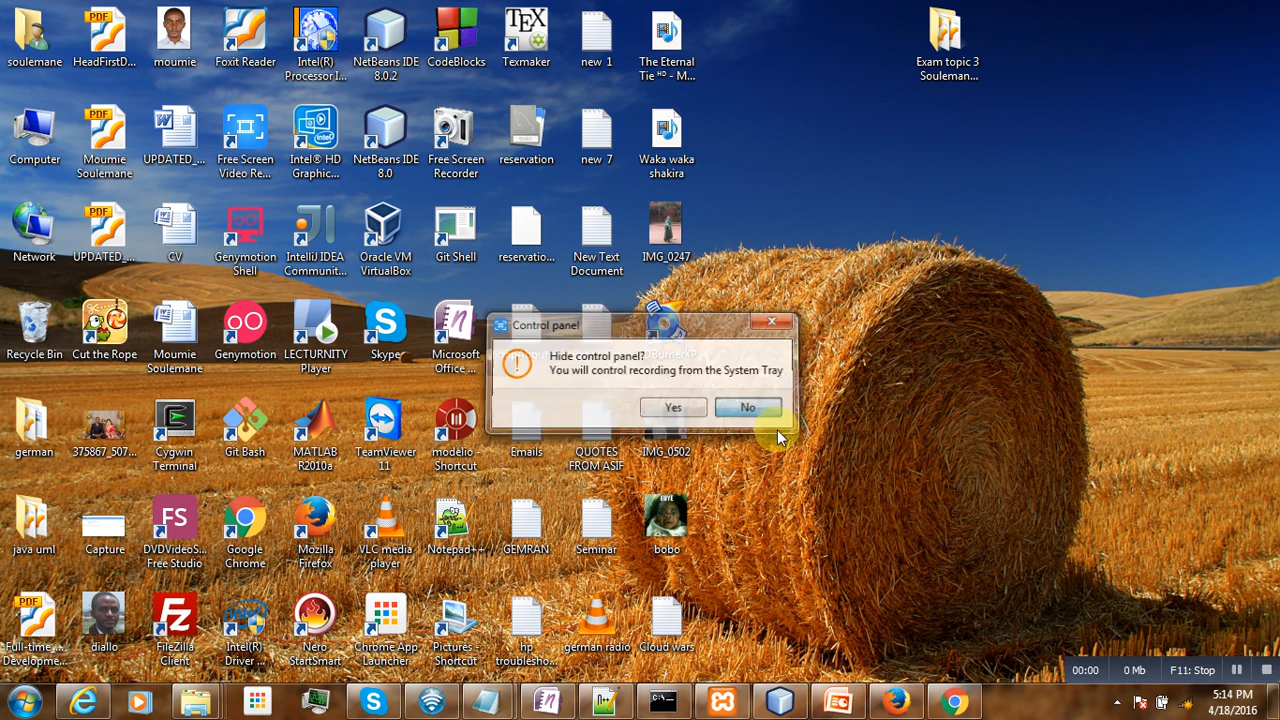 soulemane
HeadFirstD...
moumie
Foxit Reader
Intel(R)
Processor I...
NetBeans IDE
8.0.2
CodeBlocks
Texmaker
new 1
The Eternal
Tie ᴴᴰ - M...
Exam topic 3
Souleman...
Computer
Moumie
Soulemane
UPDATED_...
Free Screen
Video Re...
Intel® HD
Graphic...
NetBeans IDE
8.0
Free Screen
Recorder
reservation
new 7
Waka waka
shakira
Network
UPDATED_...
CV
Genymotion
Shell
IntelliJ IDEA
Communit...
Oracle VM
VirtualBox
Git Shell
reservatio...
New Text
Document
IMG_0247
Recycle Bin
Cut the Rope
Moumie
Soulemane
Genymotion
LECTURNITY
Player
Skype
Microsoft
Office ...
Control panel
Hide control panel?
You will control recording from the System Tray
Yes
No
german
375867_507...
Cygwin
Terminal
Git Bash
MATLAB
R2010a
TeamViewer
11
modelio -
Shortcut
Emails
QUOTES
FROM ASIF
IMG_0502
java uml
Capture
DVDVideoS...
Free Studio
Google
Chrome
Mozilla
Firefox
VLC media
player
Notepad++
GEMRAN
Seminar
bobo
Full-time ...
Developme...
diallo
FileZilla
Client
Intel(R)
Driver ...
Nero
StartSmart
Chrome App
Launcher
Pictures -
Shortcut
hp
troublesho...
german radio
Cloud wars
00:00
0 Mb
F11: Stop
5:14 PM
4/18/2016